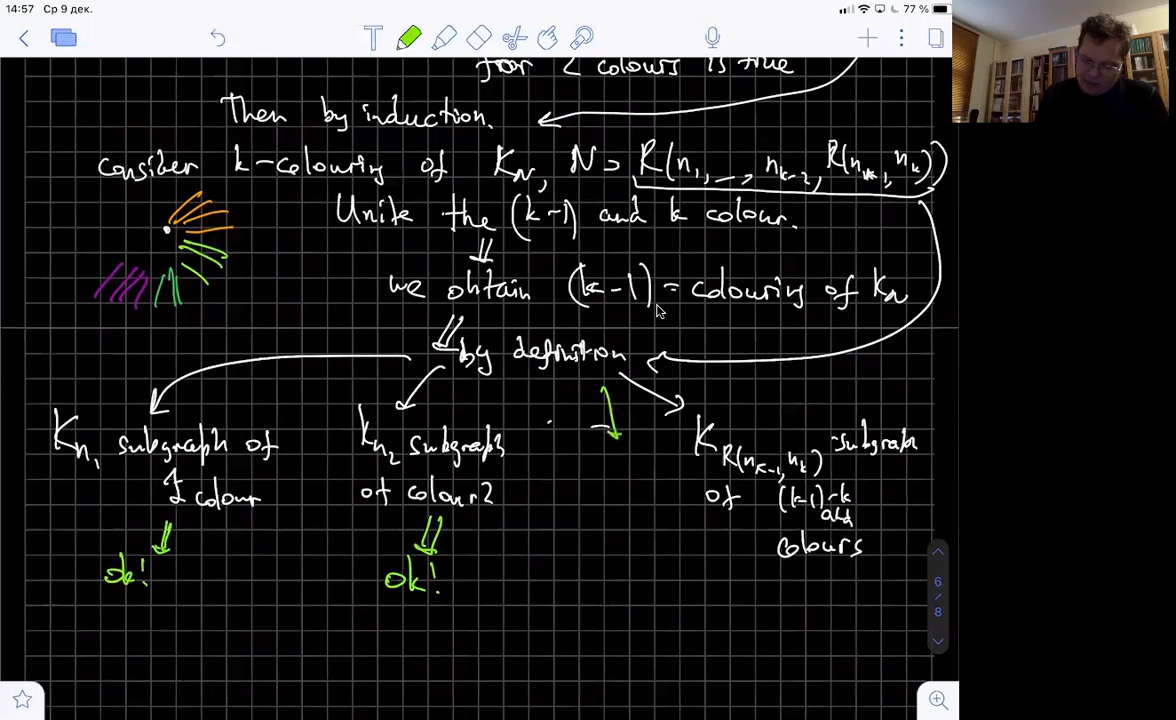 14:57 Ср 9 дек.
77 %
for 2 colours is true
Then by induction.
consider k-colouring of K_N, N > R(n_1, _, n_{k-2}, R(n_{k-1}, n_k))
Unite the (k-1) and k colour.
⇓
we obtain (k-1) = colouring of K_N
⇓ by definition
K_{n_1} subgraph of
1 colour
K_{n_2} subgraph
of colour 2
K_{R(n_{k-1}, n_k)} -subgraph
of (k-1) and k
colours
ok!
ok!
6
/
8